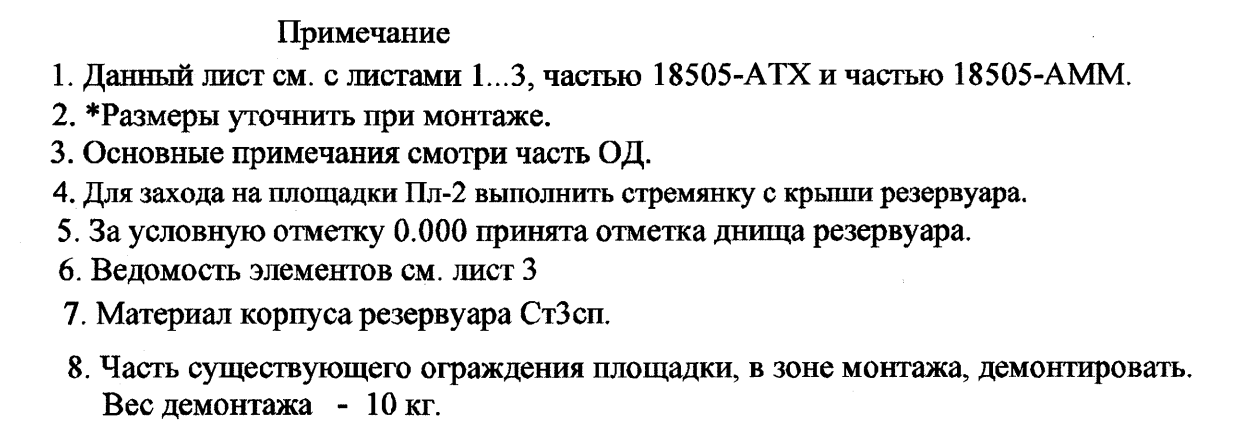 Примечание
1. Данный лист см. с листами 1...3, частью 18505-АТХ и частью 18505-АММ.
2. *Размеры уточнить при монтаже.
3. Основные примечания смотри часть ОД.
4. Для захода на площадки Пл-2 выполнить стремянку с крыши резервуара.
5. За условную отметку 0.000 принята отметка днища резервуара.
6. Ведомость элементов см. лист 3
7. Материал корпуса резервуара Ст3сп.
8. Часть существующего ограждения площадки, в зоне монтажа, демонтировать.
Вес демонтажа - 10 кг.